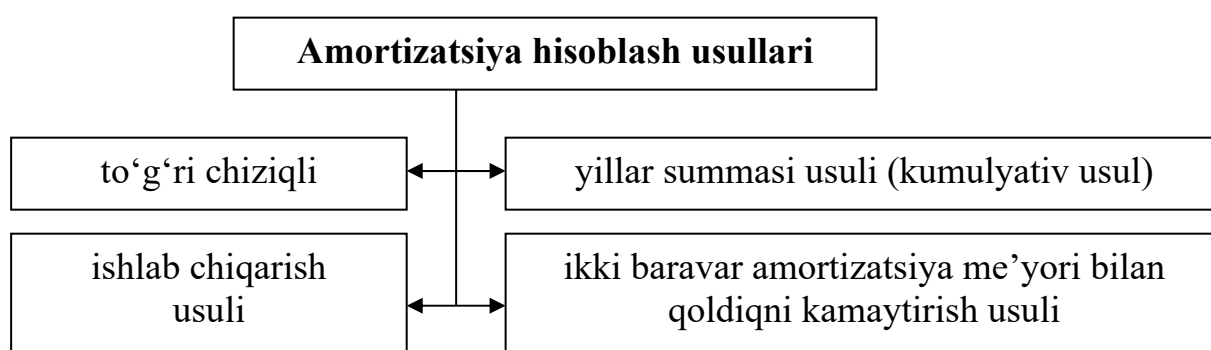 Amortizatsiya hisoblash usullari
to‘g‘ri chiziqli
yillar summasi usuli (kumulyativ usul)
ishlab chiqarish
usuli
ikki baravar amortizatsiya me’yori bilan
qoldiqni kamaytirish usuli